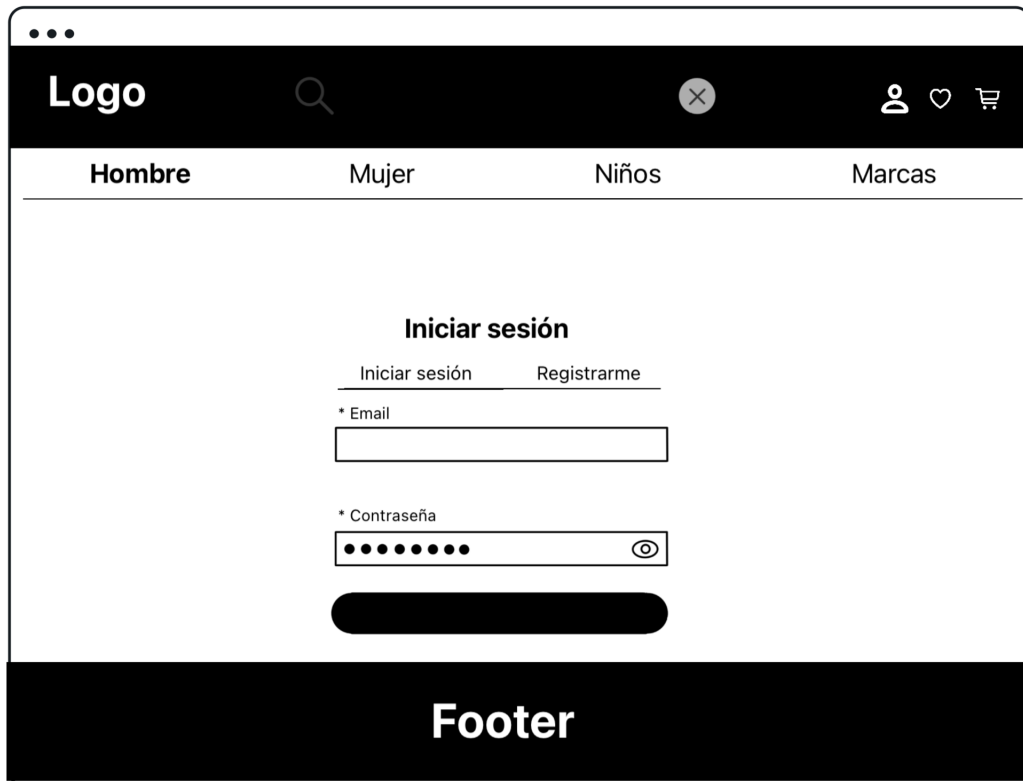 Logo
Hombre Mujer Niños Marcas
Iniciar sesión
Iniciar sesión Registrarme
* Email
* Contraseña
Footer